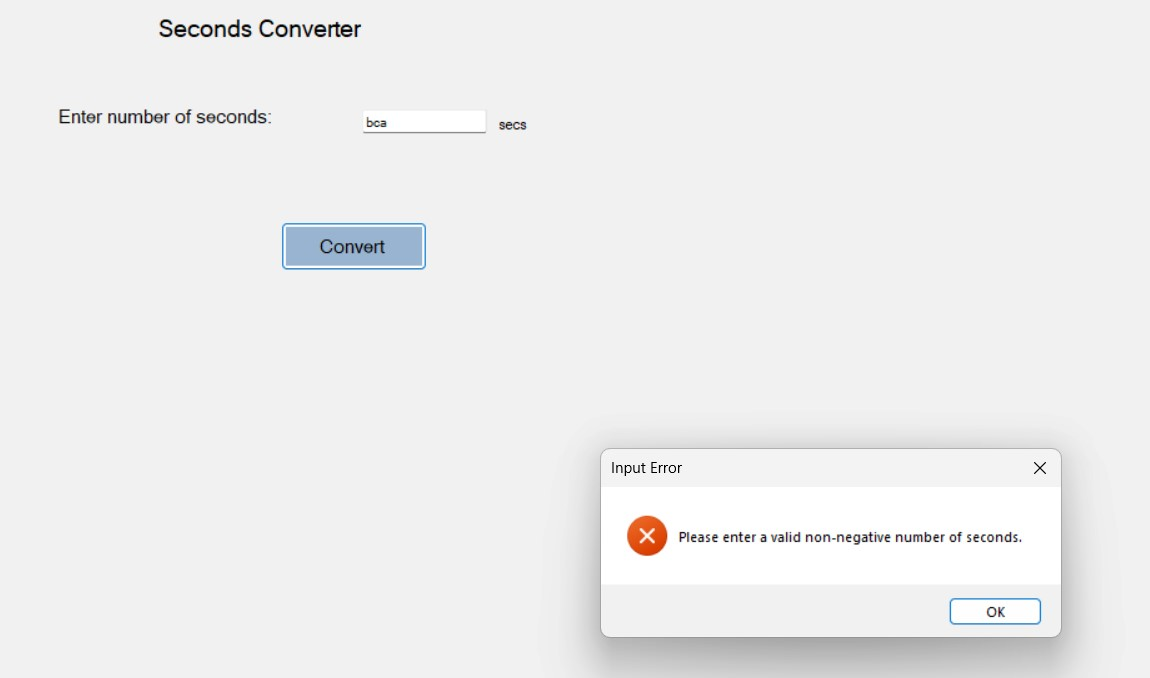 Seconds Converter
Enter number of seconds:
bca
secs
Convert
Input Error
Please enter a valid non-negative number of seconds.
OK